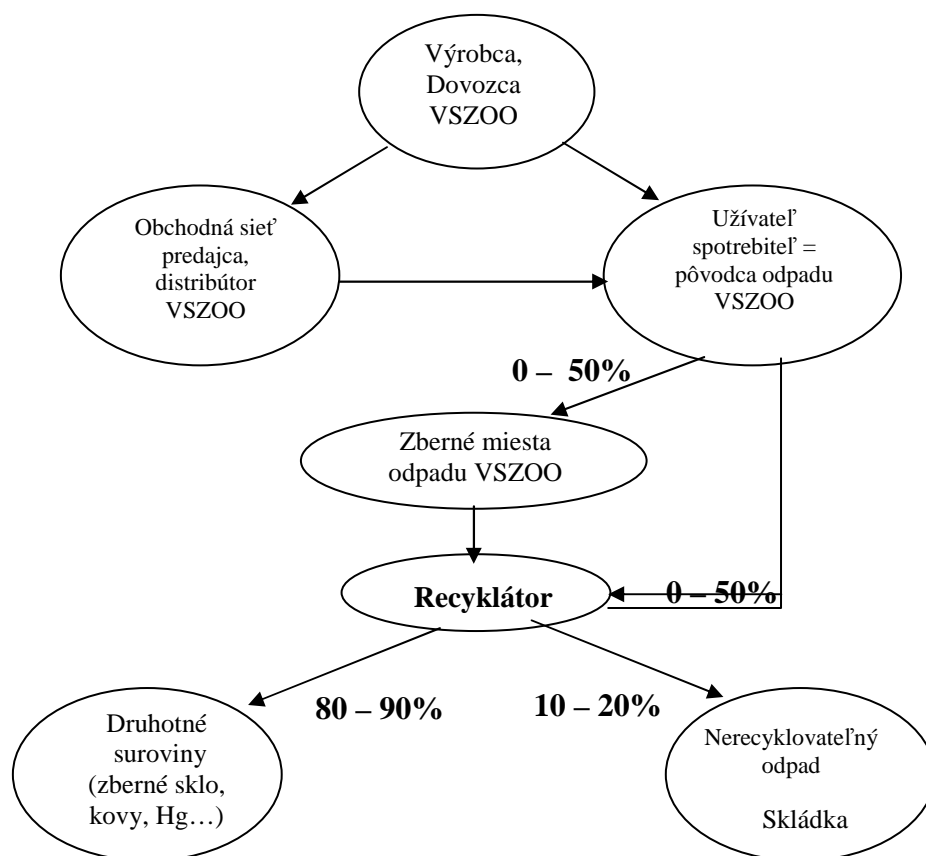 Výrobca,
Dovozca
VSZOO
Obchodná sieť
predajca,
distribútor
VSZOO
Užívateľ
spotrebiteľ =
pôvodca odpadu
VSZOO
0 – 50%
Zberné miesta
odpadu VSZOO
Recyklátor
0 – 50%
80 – 90%
10 – 20%
Druhotné
suroviny
(zberné sklo,
kovy, Hg…)
Nerecyklovateľný
odpad
Skládka